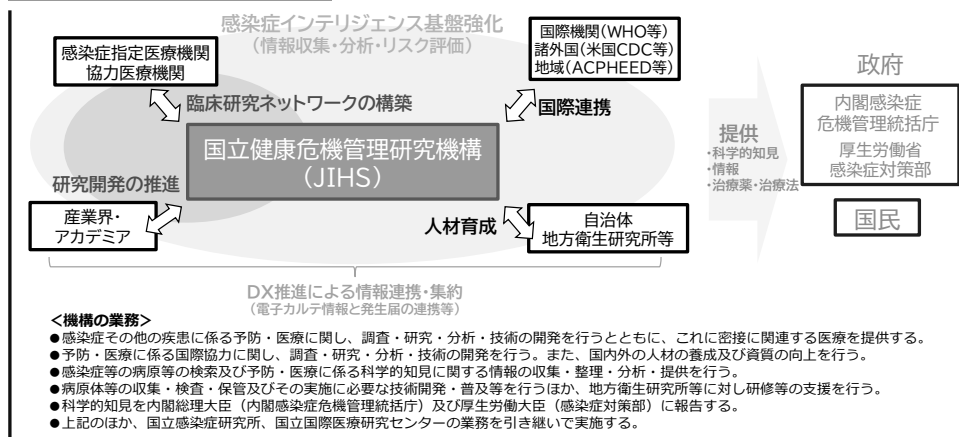 感染症インテリジェンス基盤強化
(情報収集・分析・リスク評価)
感染症指定医療機関
協力医療機関
国際機関(WHO等)
諸外国(米国CDC等)
地域(ACPHEED等)
臨床研究ネットワークの構築
国際連携
国立健康危機管理研究機構
(JIHS)
研究開発の推進
産業界・
アカデミア
人材育成
自治体
地方衛生研究所等
提供
・科学的知見
・情報
・治療薬・治療法
政府
内閣感染症
危機管理統括庁
厚生労働省
感染症対策部
国民
DX推進による情報連携・集約
(電子カルテ情報と発生届の連携等)
<機構の業務>
●感染症その他の疾患に係る予防・医療に関し、調査・研究・分析・技術の開発を行うとともに、これに密接に関連する医療を提供する。
●予防・医療に係る国際協力に関し、調査・研究・分析・技術の開発を行う。また、国内外の人材の養成及び資質の向上を行う。
●感染症等の病原等の検索及び予防・医療に係る科学的知見に関する情報の収集・整理・分析・提供を行う。
●病原体等の収集・検査・保管及びその実施に必要な技術開発・普及等を行うほか、地方衛生研究所等に対し研修等の支援を行う。
●科学的知見を内閣総理大臣（内閣感染症危機管理統括庁）及び厚生労働大臣（感染症対策部）に報告する。
●上記のほか、国立感染症研究所、国立国際医療研究センターの業務を引き継いで実施する。